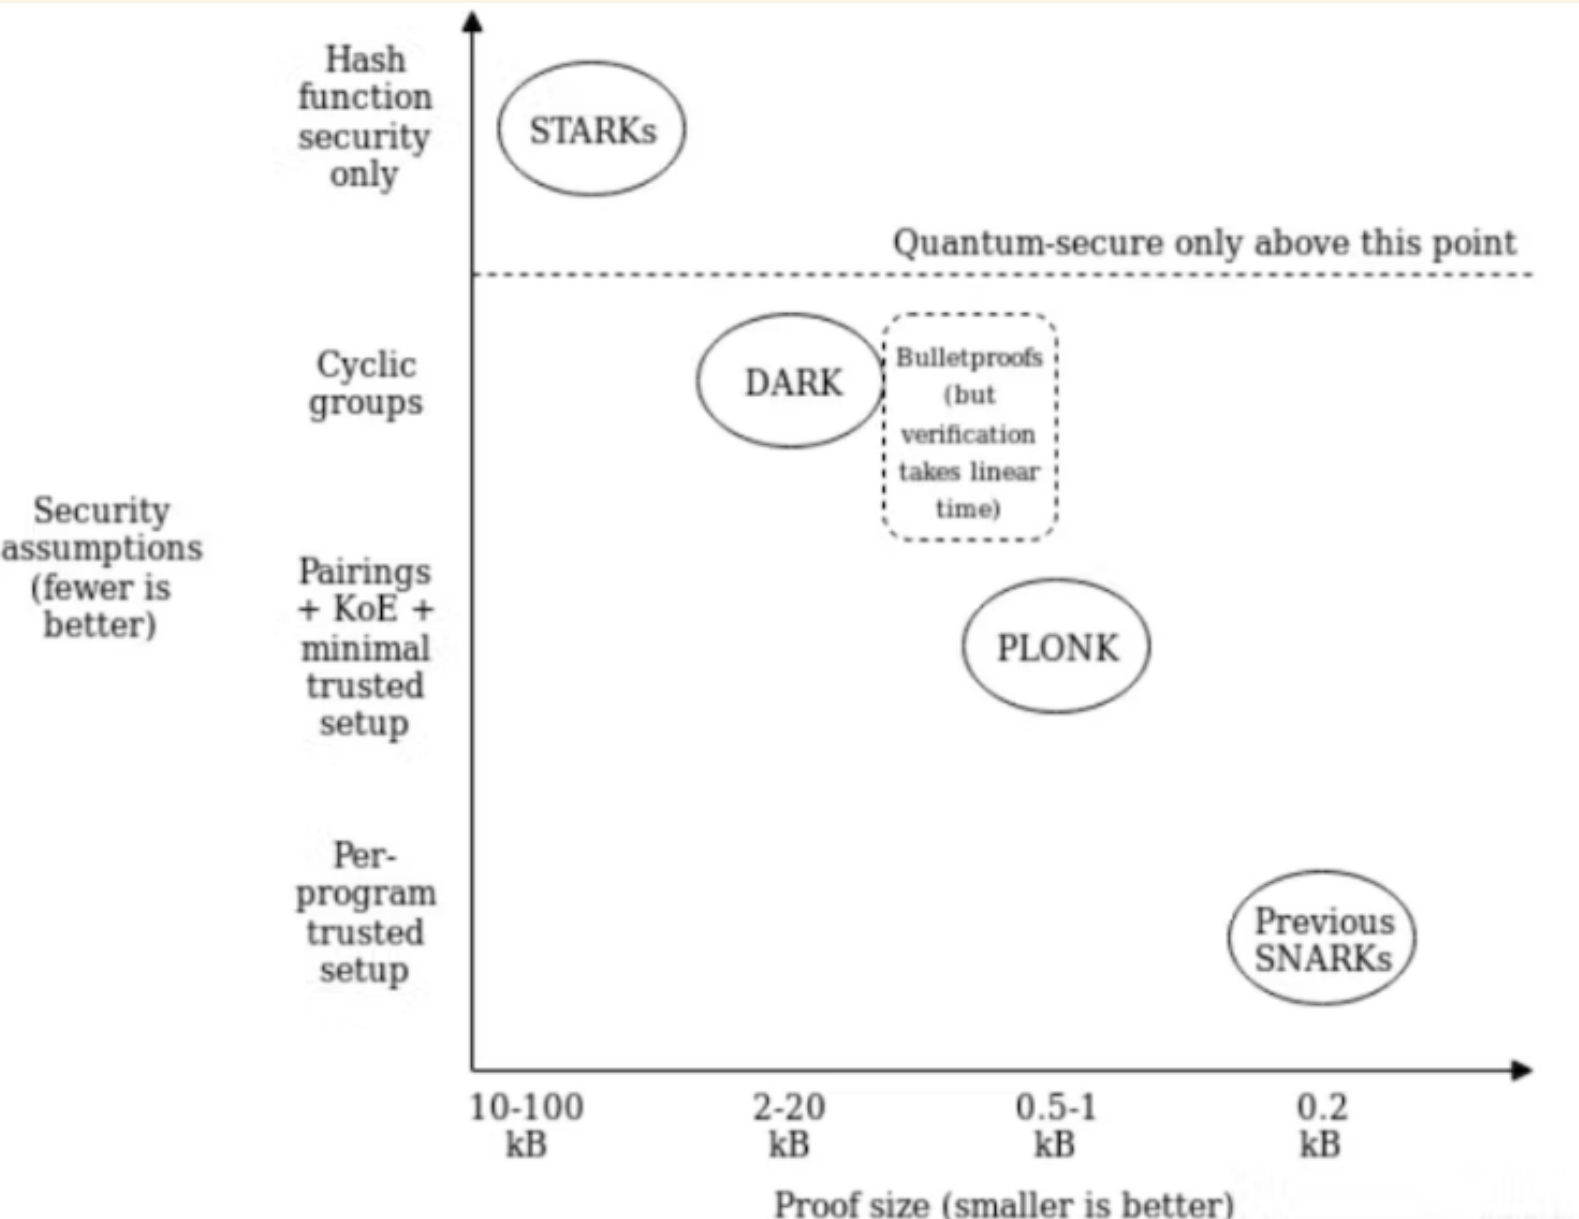 Hash
function
security
only
STARKs
Quantum-secure only above this point
Cyclic
groups
DARK
Bulletproofs
(but
verification
takes linear
time)
Security
assumptions
(fewer is
better)
Pairings
+ KoE +
minimal
trusted
setup
PLONK
Per-
program
trusted
setup
Previous
SNARKs
10-100
kB
2-20
kB
0.5-1
kB
0.2
kB
Proof size (smaller is better)